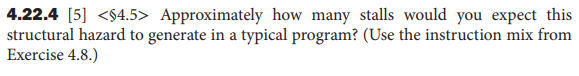 4.22.4 [5] <§4.5> Approximately how many stalls would you expect this
structural hazard to generate in a typical program? (Use the instruction mix from
Exercise 4.8.)